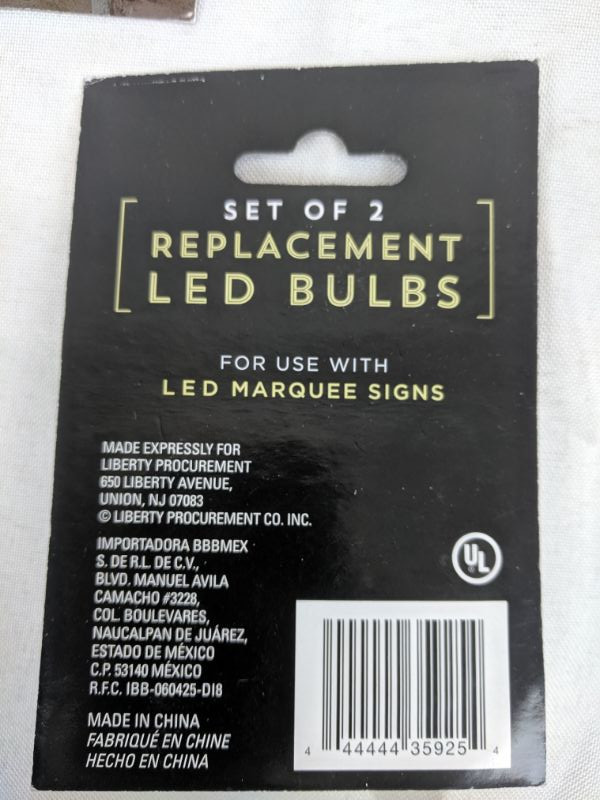 SET OF 2
REPLACEMENT
LED BULBS
FOR USE WITH
LED MARQUEE SIGNS
MADE EXPRESSLY FOR
LIBERTY PROCUREMENT
650 LIBERTY AVENUE,
UNION, NJ 07083
© LIBERTY PROCUREMENT CO. INC.
IMPORTADORA BBBMEX
S. DE R.L. DE C.V.,
BLVD. MANUEL AVILA
CAMACHO #3228,
COL. BOULEVARES,
NAUCALPAN DE JUÁREZ,
ESTADO DE MÉXICO
C.P. 53140 MÉXICO
R.F.C. IBB-060425-DI8
MADE IN CHINA
FABRIQUÉ EN CHINE
HECHO EN CHINA
UL
4 44444 35925 4